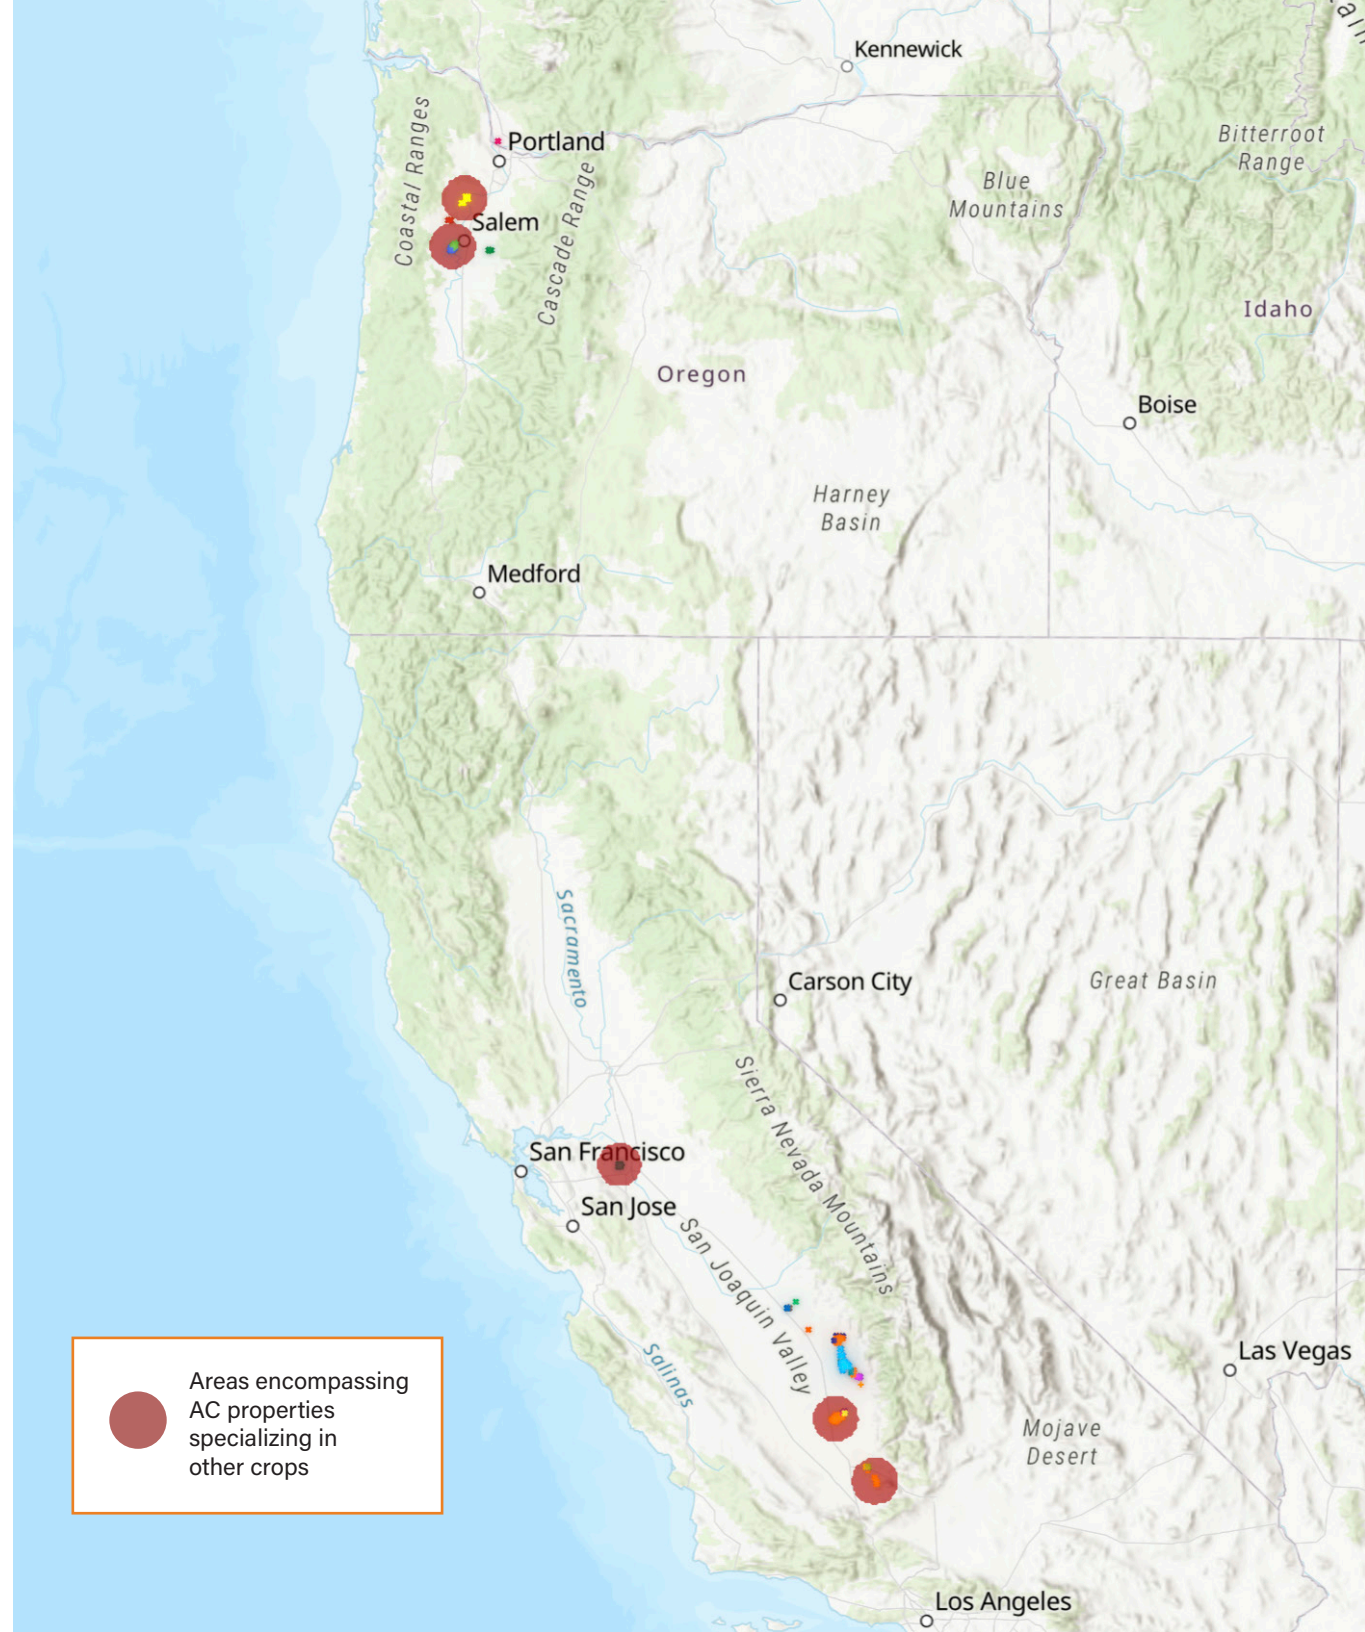 Kennewick
Portland
Coastal Ranges
Bitterroot
Range
Blue
Mountains
Salem
Cascade Range
Idaho
Oregon
Boise
Harney
Basin
Medford
Sacramento
Carson City
Great Basin
Sierra Nevada Mountains
San Francisco
San Jose
San Joaquin Valley
Salinas
Las Vegas
Mojave
Desert
Areas encompassing
AC properties
specializing in
other crops
Los Angeles